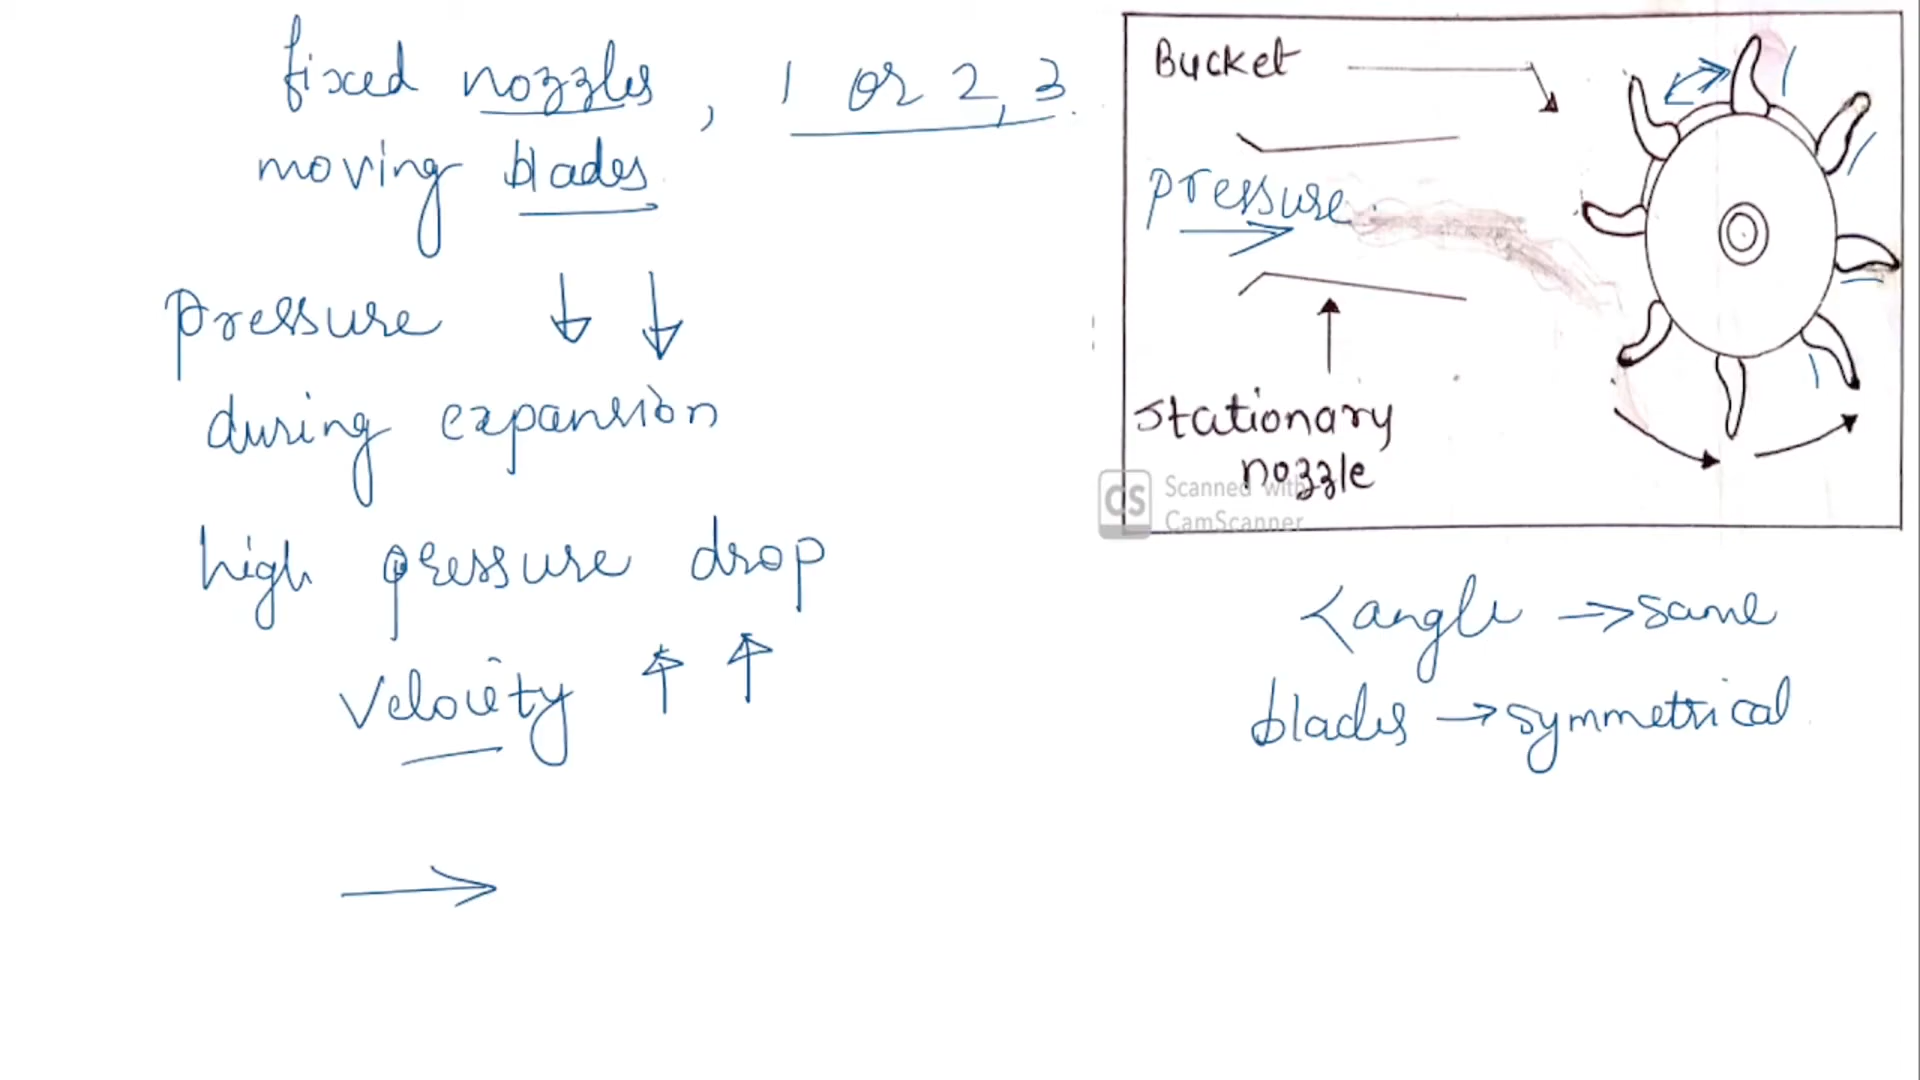 fixed nozzles, 1 or 2, 3
moving blades
Pressure ↓ ↓
during expansion
high pressure drop
Velocity ↑ ↑
→
Bucket
Pressure
Stationary
nozzle
CS Scanned with
CamScanner
<angle → same
blades → symmetrical